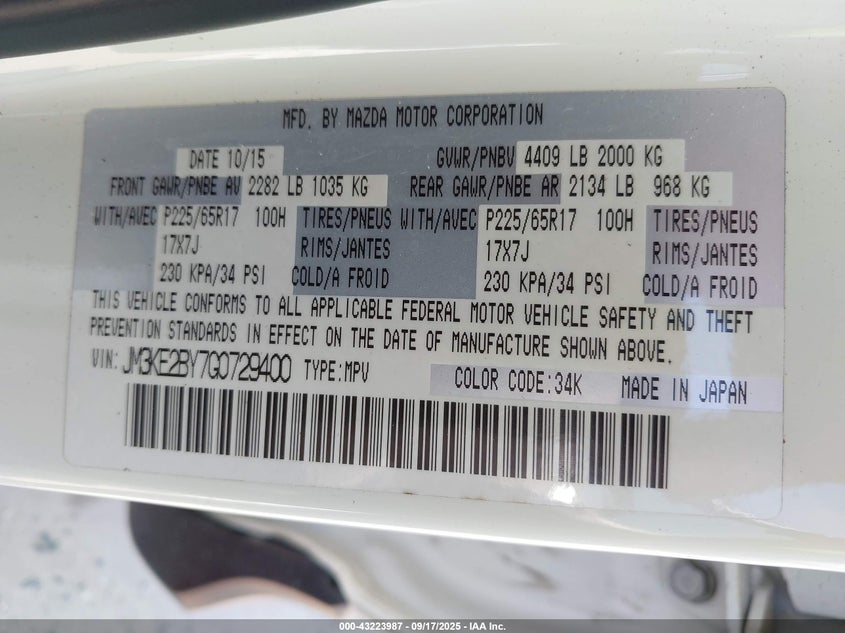 MFD. BY MAZDA MOTOR CORPORATION
DATE 10/15 GVWR/PNBV 4409 LB 2000 KG
FRONT GAWR/PNBE AV 2282 LB 1035 KG REAR GAWR/PNBE AR 2134 LB 968 KG
WITH/AVEC P225/65R17 100H TIRES/PNEUS WITH/AVEC P225/65R17 100H TIRES/PNEUS
17X7J RIMS/JANTES 17X7J RIMS/JANTES
230 KPA/34 PSI COLD/A FROID 230 KPA/34 PSI COLD/A FROID
THIS VEHICLE CONFORMS TO ALL APPLICABLE FEDERAL MOTOR VEHICLE SAFETY AND THEFT
PREVENTION STANDARDS IN EFFECT ON THE DATE OF MANUFACTURE SHOWN ABOVE.
VIN: JM3KE2BY7G0729400 TYPE:MPV COLOR CODE:34K MADE IN JAPAN
000-43223987 - 09/17/2025 - IAA Inc.